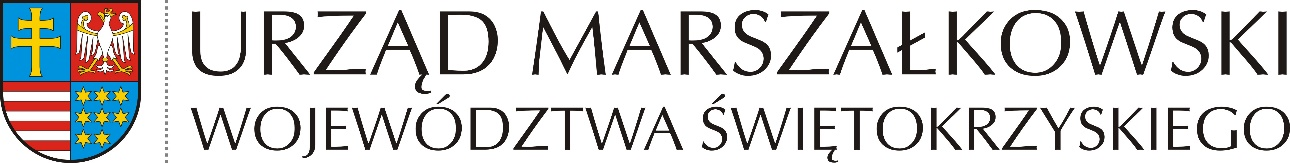 URZĄD MARSZAŁKOWSKI
WOJEWÓDZTWA ŚWIĘTOKRZYSKIEGO